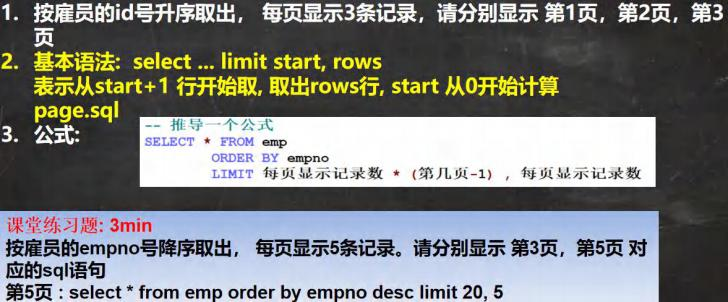 1. 按雇员的id号升序取出， 每页显示3条记录，请分别显示 第1页，第2页，第3
页
2. 基本语法: select ... limit start, rows
表示从start+1 行开始取, 取出rows行, start 从0开始计算
page.sql
3. 公式:
-- 推导一个公式
SELECT * FROM emp
ORDER BY empno
LIMIT 每页显示记录数 * (第几页-1) , 每页显示记录数
课堂练习题: 3min
按雇员的empno号降序取出， 每页显示5条记录。请分别显示 第3页，第5页 对
应的sql语句
第5页 : select * from emp order by empno desc limit 20, 5